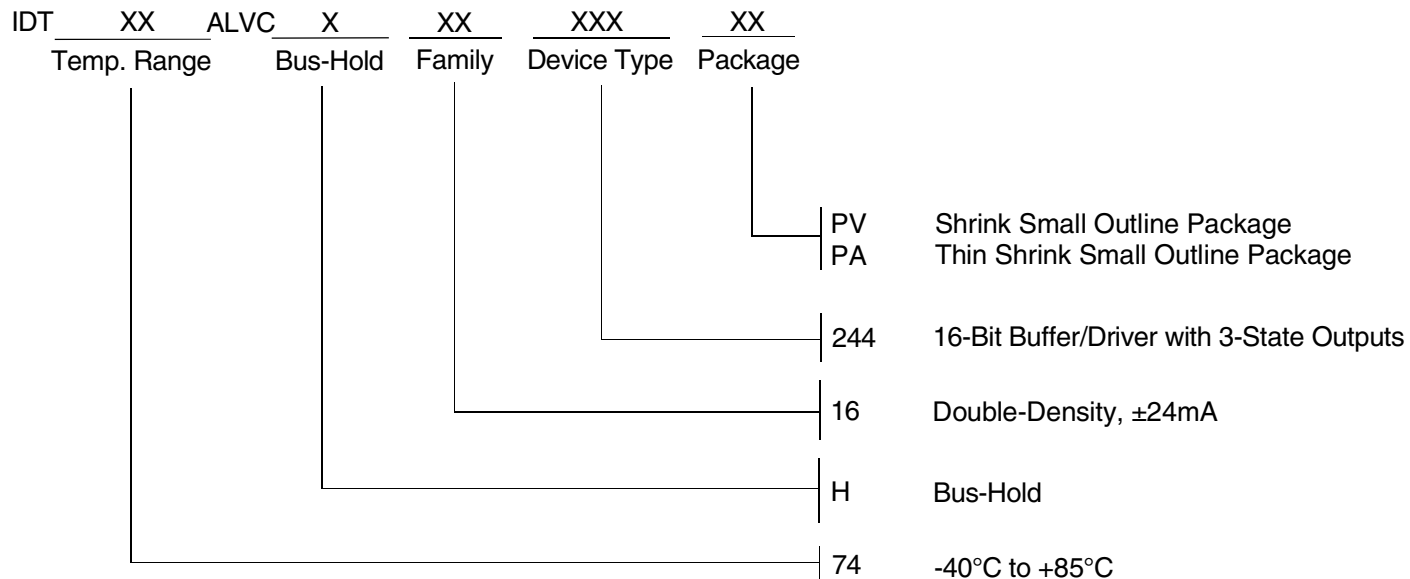 IDT XX ALVC X XX XXX XX
Temp. Range Bus-Hold Family Device Type Package
PV Shrink Small Outline Package
PA Thin Shrink Small Outline Package
244 16-Bit Buffer/Driver with 3-State Outputs
16 Double-Density, ±24mA
H Bus-Hold
74 -40°C to +85°C